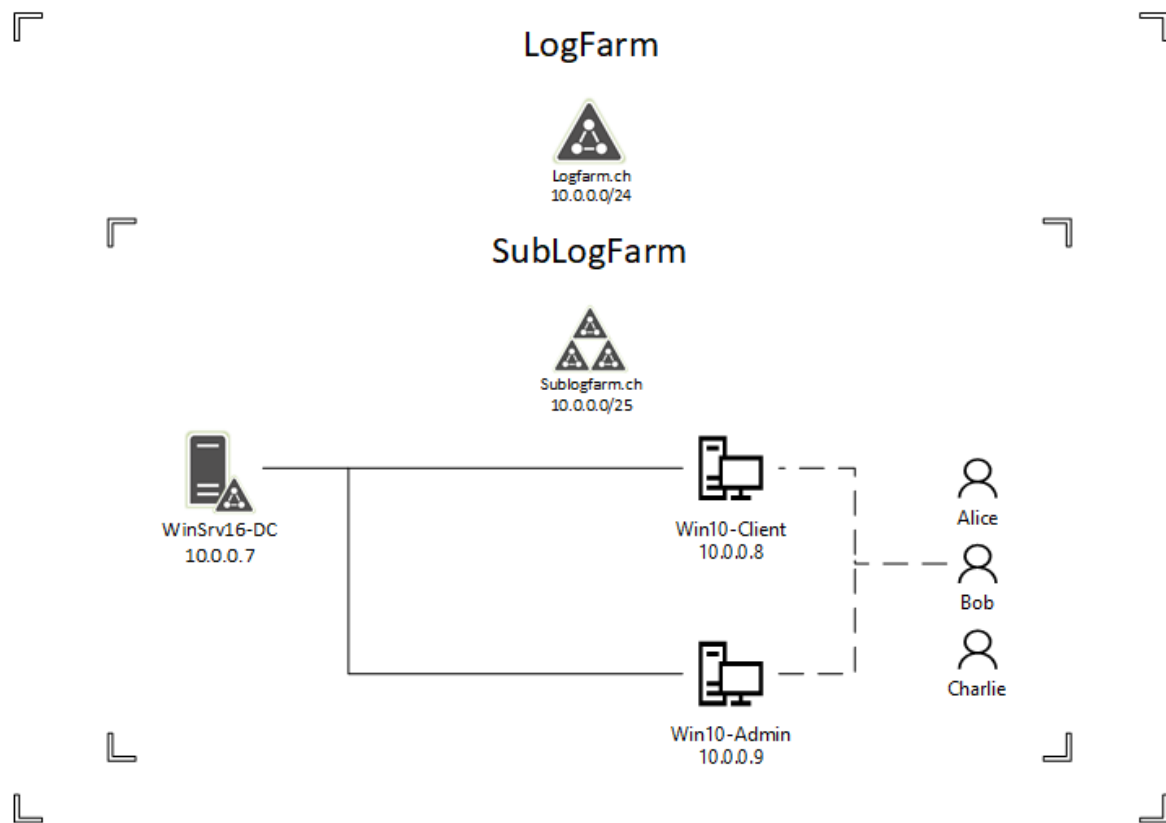 LogFarm
Logfarm.ch
10.0.0.0/24
SubLogFarm
Sublogfarm.ch
10.0.0.0/25
WinSrv16-DC
10.0.0.7
Win10-Client
10.0.0.8
Alice
Bob
Charlie
Win10-Admin
10.0.0.9